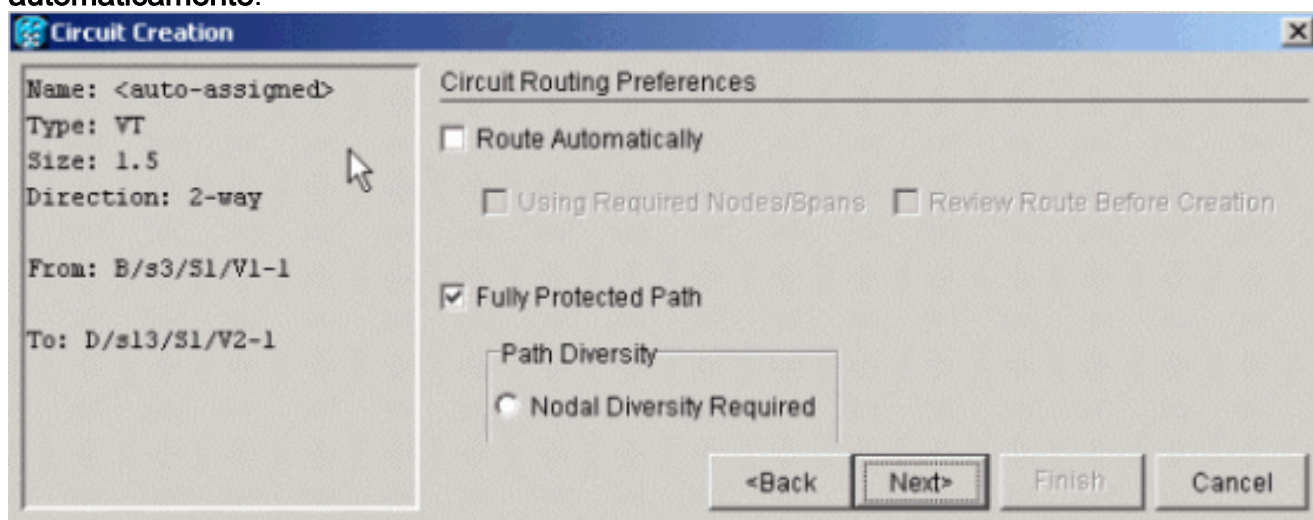 automaticamente.
Circuit Creation
Name: <auto-assigned>
Type: VT
Size: 1.5
Direction: 2-way
From: B/s3/S1/V1-1
To: D/s13/S1/V2-1
Circuit Routing Preferences
Route Automatically
Using Required Nodes/Spans Review Route Before Creation
Fully Protected Path
Path Diversity
Nodal Diversity Required
<Back Next> Finish Cancel